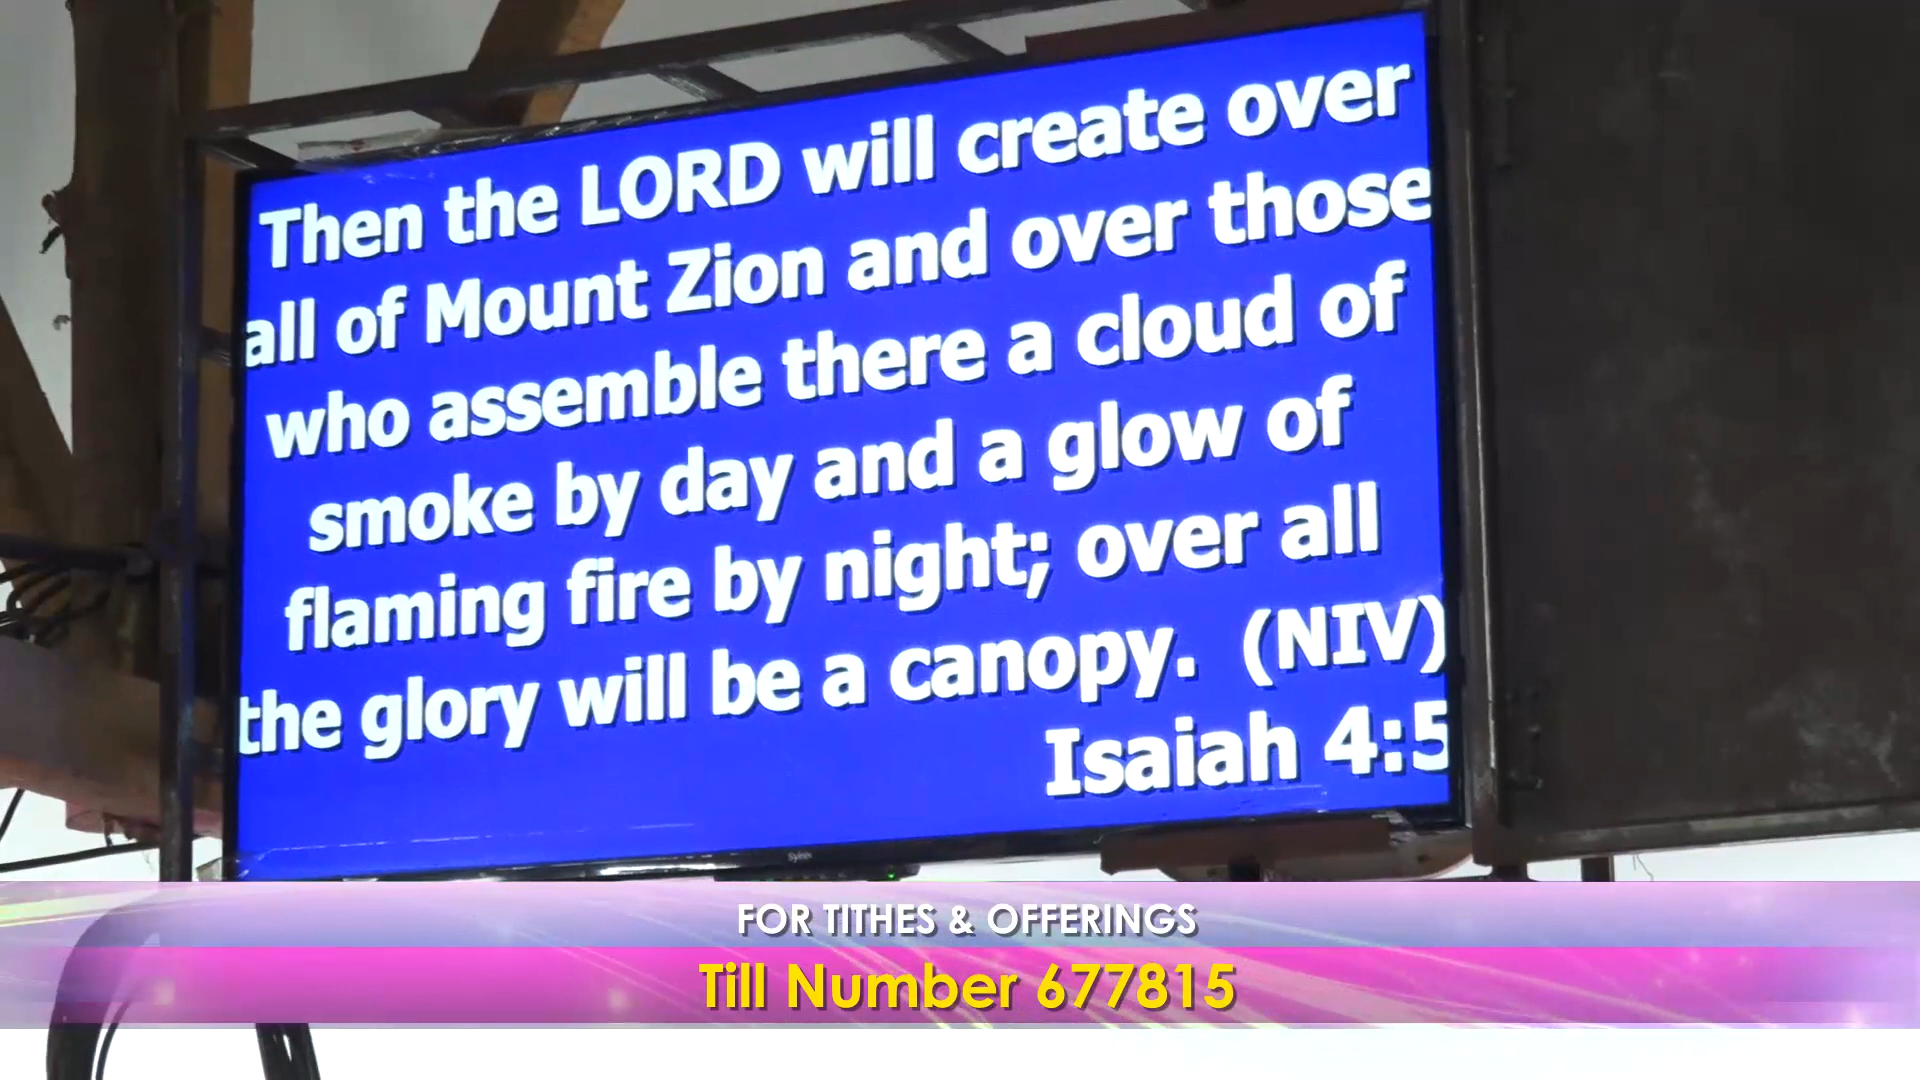 Then the LORD will create over
all of Mount Zion and over those
who assemble there a cloud of
smoke by day and a glow of
flaming fire by night; over all
the glory will be a canopy. (NIV)
Isaiah 4:5
FOR TITHES & OFFERINGS
Till Number 677815